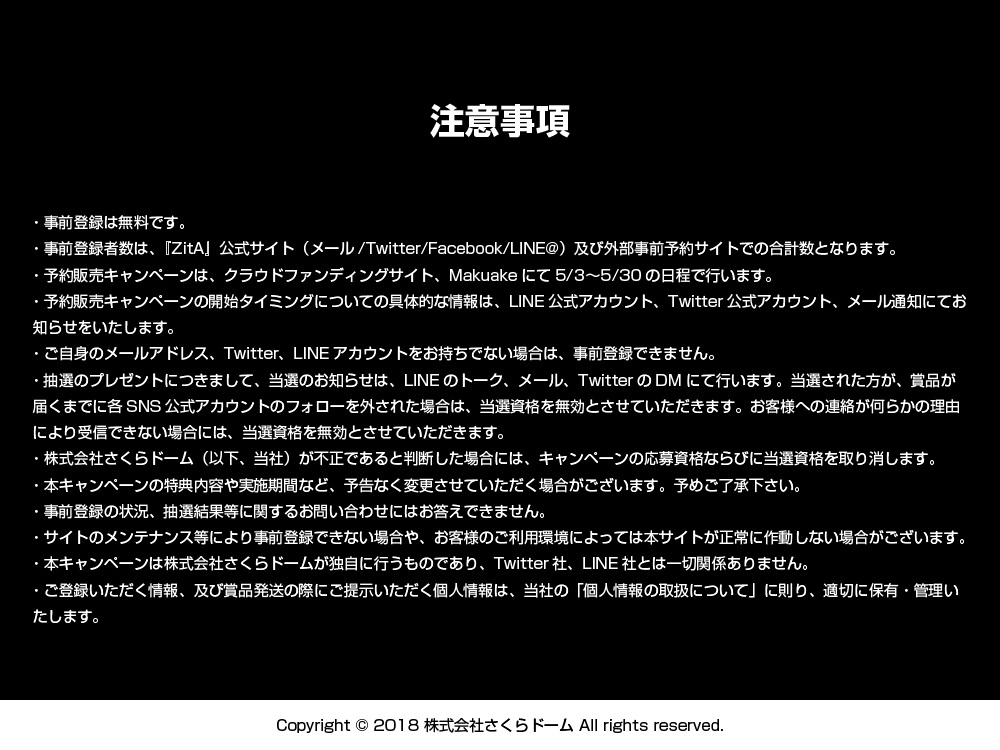 注意事項
・事前登録は無料です。
・事前登録者数は、『ZitA』公式サイト（メール /Twitter/Facebook/LINE@）及び外部事前予約サイトでの合計数となります。
・予約販売キャンペーンは、クラウドファンディングサイト、Makuake にて 5/3～5/30 の日程で行います。
・予約販売キャンペーンの開始タイミングについての具体的な情報は、LINE 公式アカウント、Twitter 公式アカウント、メール通知にてお
知らせをいたします。
・ご自身のメールアドレス、Twitter、LINE アカウントをお持ちでない場合は、事前登録できません。
・抽選のプレゼントにつきまして、当選のお知らせは、LINE のトーク、メール、Twitter の DM にて行います。当選された方が、賞品が
届くまでに各 SNS 公式アカウントのフォローを外された場合は、当選資格を無効とさせていただきます。お客様への連絡が何らかの理由
により受信できない場合には、当選資格を無効とさせていただきます。
・株式会社さくらドーム（以下、当社）が不正であると判断した場合には、キャンペーンの応募資格ならびに当選資格を取り消します。
・本キャンペーンの特典内容や実施期間など、予告なく変更させていただく場合がございます。予めご了承下さい。
・事前登録の状況、抽選結果等に関するお問い合わせにはお答えできません。
・サイトのメンテナンス等により事前登録できない場合や、お客様のご利用環境によっては本サイトが正常に作動しない場合がございます。
・本キャンペーンは株式会社さくらドームが独自に行うものであり、Twitter 社、LINE 社とは一切関係ありません。
・ご登録いただく情報、及び賞品発送の際にご提示いただく個人情報は、当社の「個人情報の取扱について」に則り、適切に保有・管理い
たします。
Copyright © 2018 株式会社さくらドーム All rights reserved.